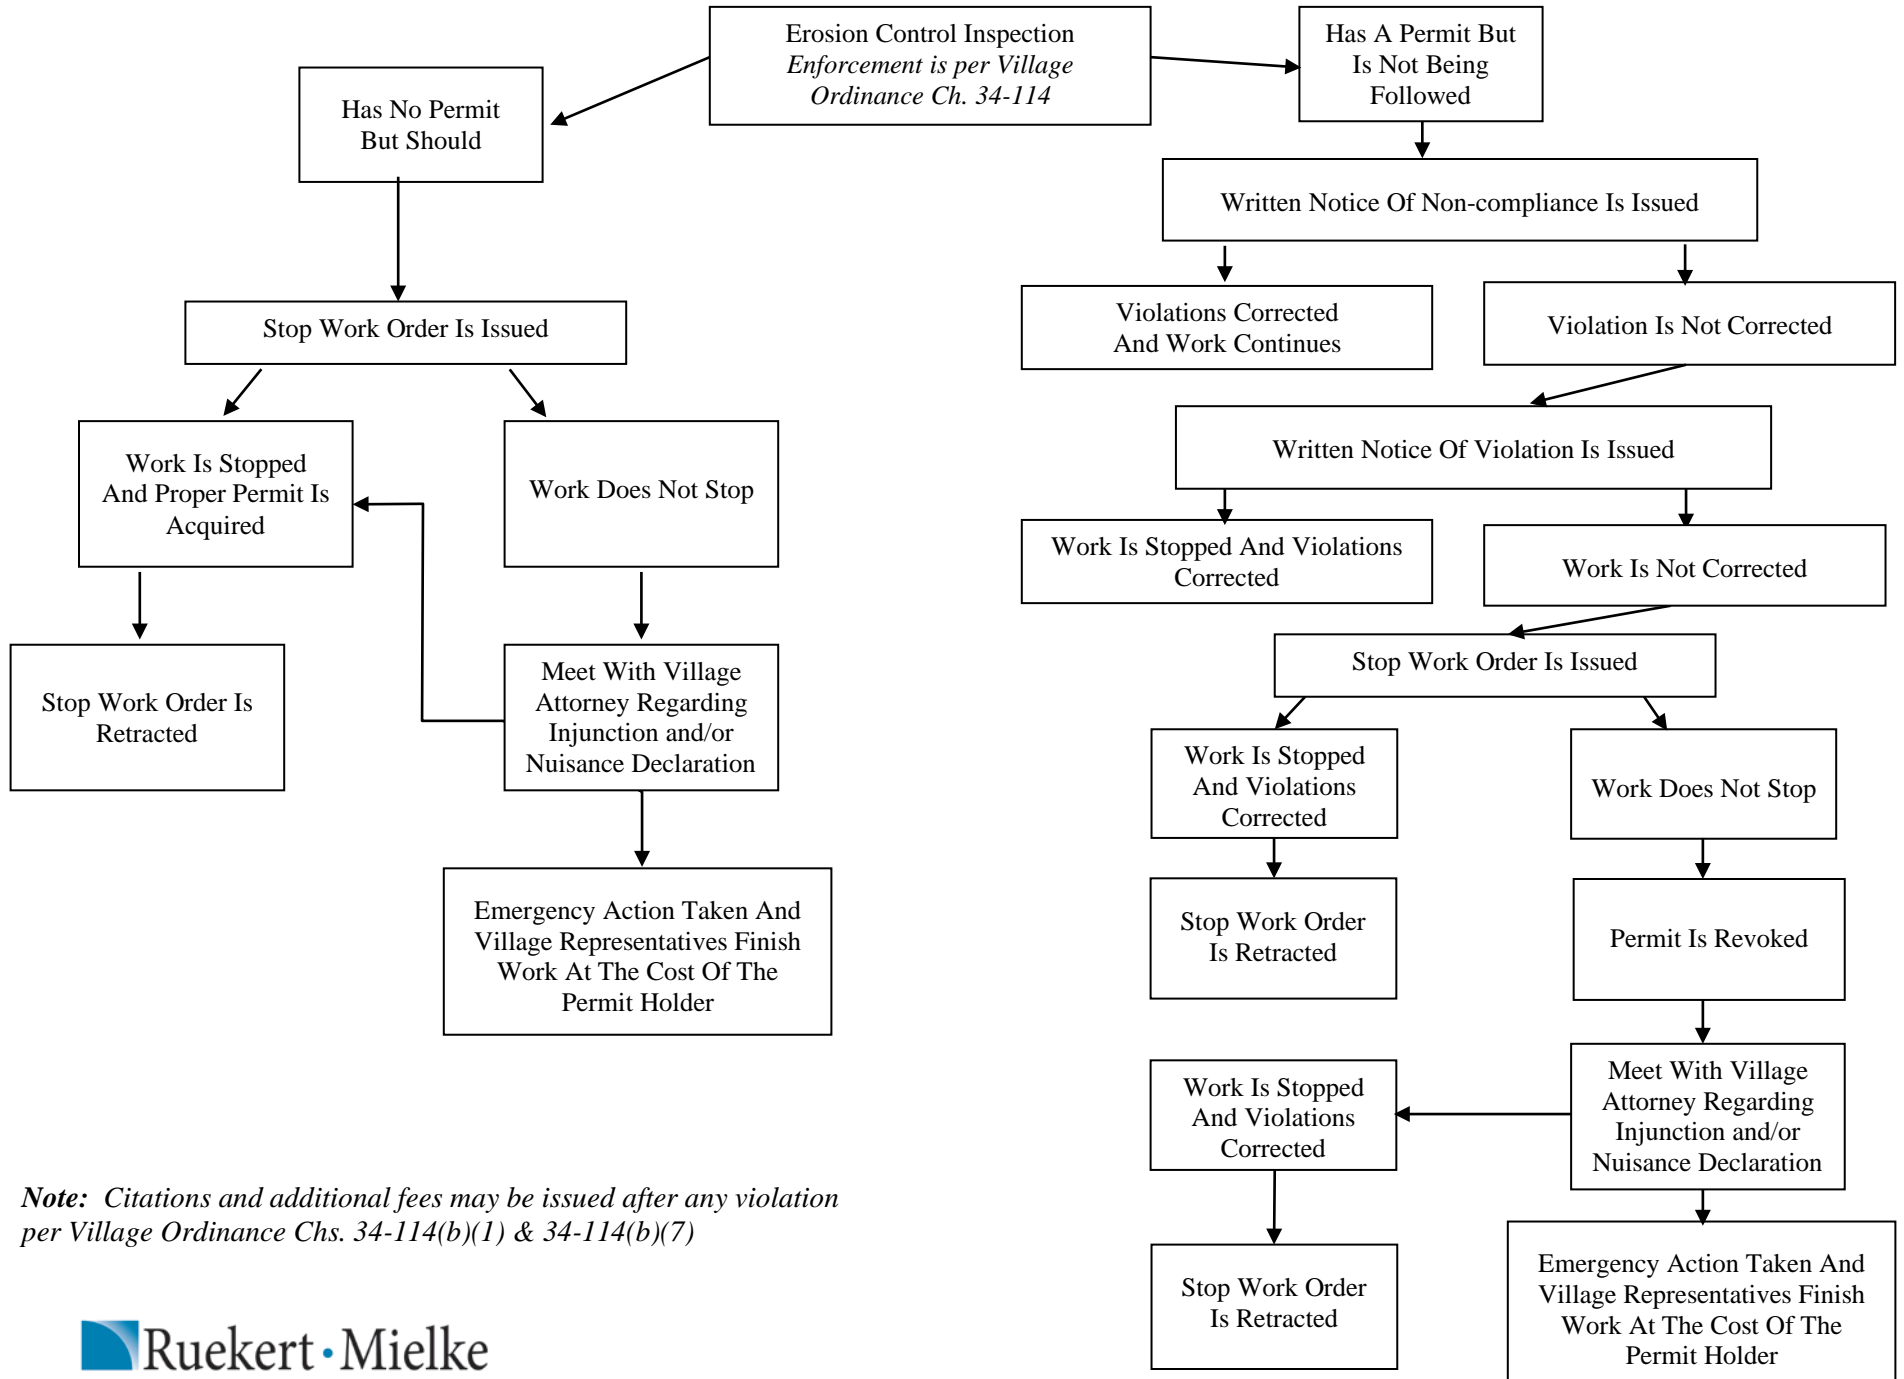 Erosion Control Inspection
Enforcement is per Village
Ordinance Ch. 34-114
Has No Permit
But Should
Stop Work Order Is Issued
Work Is Stopped
And Proper Permit Is
Acquired
Work Does Not Stop
Stop Work Order Is
Retracted
Meet With Village
Attorney Regarding
Injunction and/or
Nuisance Declaration
Emergency Action Taken And
Village Representatives Finish
Work At The Cost Of The
Permit Holder
Has A Permit But
Is Not Being
Followed
Written Notice Of Non-compliance Is Issued
Violations Corrected
And Work Continues
Violation Is Not Corrected
Written Notice Of Violation Is Issued
Work Is Stopped And Violations
Corrected
Work Is Not Corrected
Stop Work Order Is Issued
Work Is Stopped
And Violations
Corrected
Work Does Not Stop
Stop Work Order
Is Retracted
Permit Is Revoked
Work Is Stopped
And Violations
Corrected
Meet With Village
Attorney Regarding
Injunction and/or
Nuisance Declaration
Stop Work Order
Is Retracted
Emergency Action Taken And
Village Representatives Finish
Work At The Cost Of The
Permit Holder
Note: Citations and additional fees may be issued after any violation
per Village Ordinance Chs. 34-114(b)(1) & 34-114(b)(7)
Ruekert·Mielke